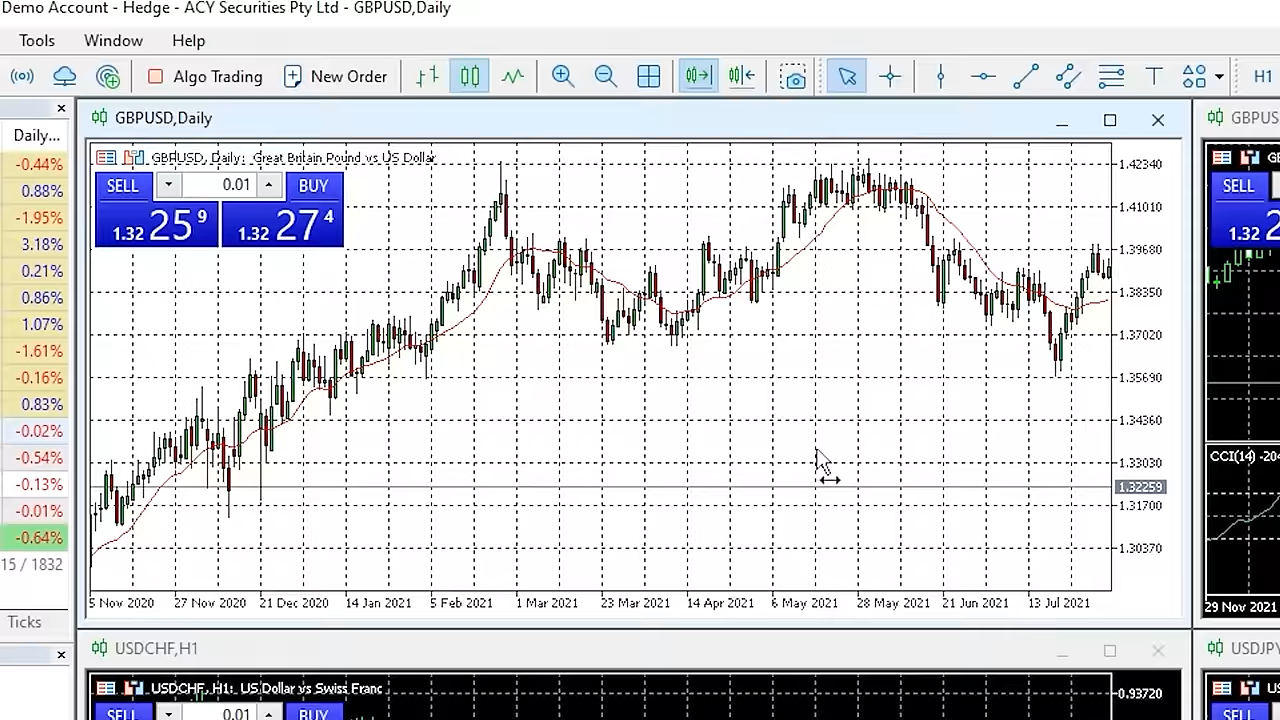 Demo Account - Hedge - ACY Securities Pty Ltd - GBPUSD,Daily
Tools Window Help
Algo Trading New Order H1
Daily...
-0.44%
0.88%
-1.95%
3.18%
0.21%
0.86%
1.07%
-1.61%
-0.16%
0.83%
-0.02%
-0.54%
-0.13%
-0.01%
-0.64%
15 / 1832
Ticks
GBPUSD,Daily
GBPUSD, Daily: Great Britain Pound vs US Dollar
SELL 0.01 BUY
1.32 25 9 1.32 27 4
1.42340
1.41010
1.39680
1.38350
1.37020
1.35690
1.34360
1.33030
1.32259
1.31700
1.30370
5 Nov 2020 27 Nov 2020 21 Dec 2020 14 Jan 2021 5 Feb 2021 1 Mar 2021 23 Mar 2021 14 Apr 2021 6 May 2021 28 May 2021 21 Jun 2021 13 Jul 2021
GBPUS
SELL
1.32 2
CCI(14) -204
29 Nov 2021
USDCHF,H1
USDCHF, H1: US Dollar vs Swiss Franc
SELL 0.01 BUY
0.93720
USDJPY
SELL